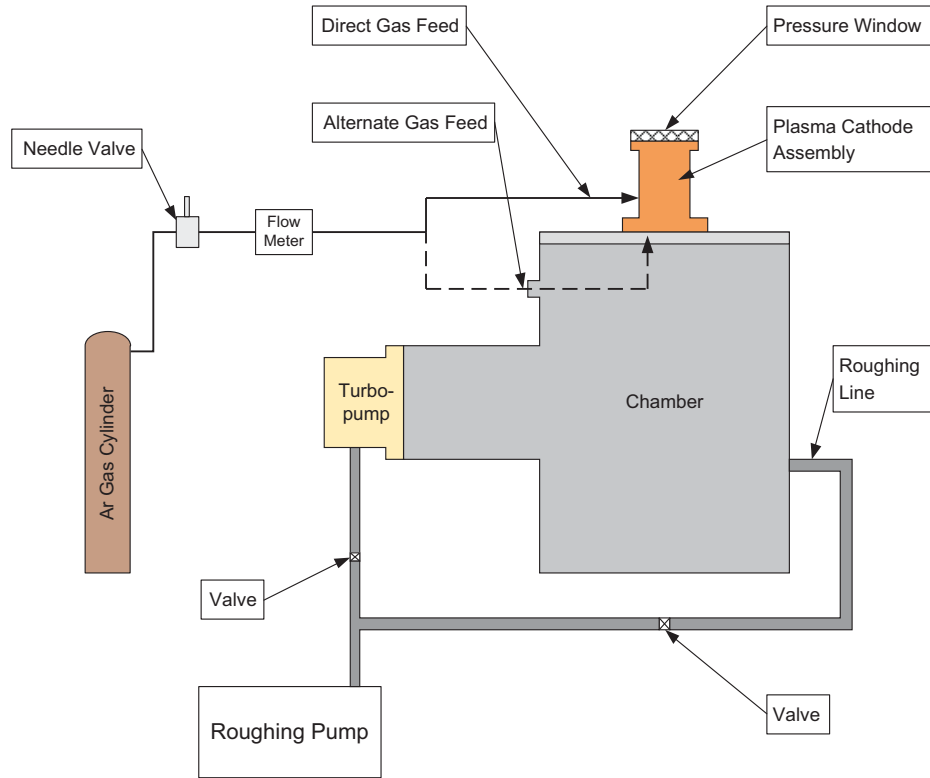 Direct Gas Feed
Pressure Window
Alternate Gas Feed
Plasma Cathode
Assembly
Needle Valve
Flow
Meter
Ar Gas Cylinder
Turbo-
pump
Chamber
Roughing
Line
Valve
Roughing Pump
Valve